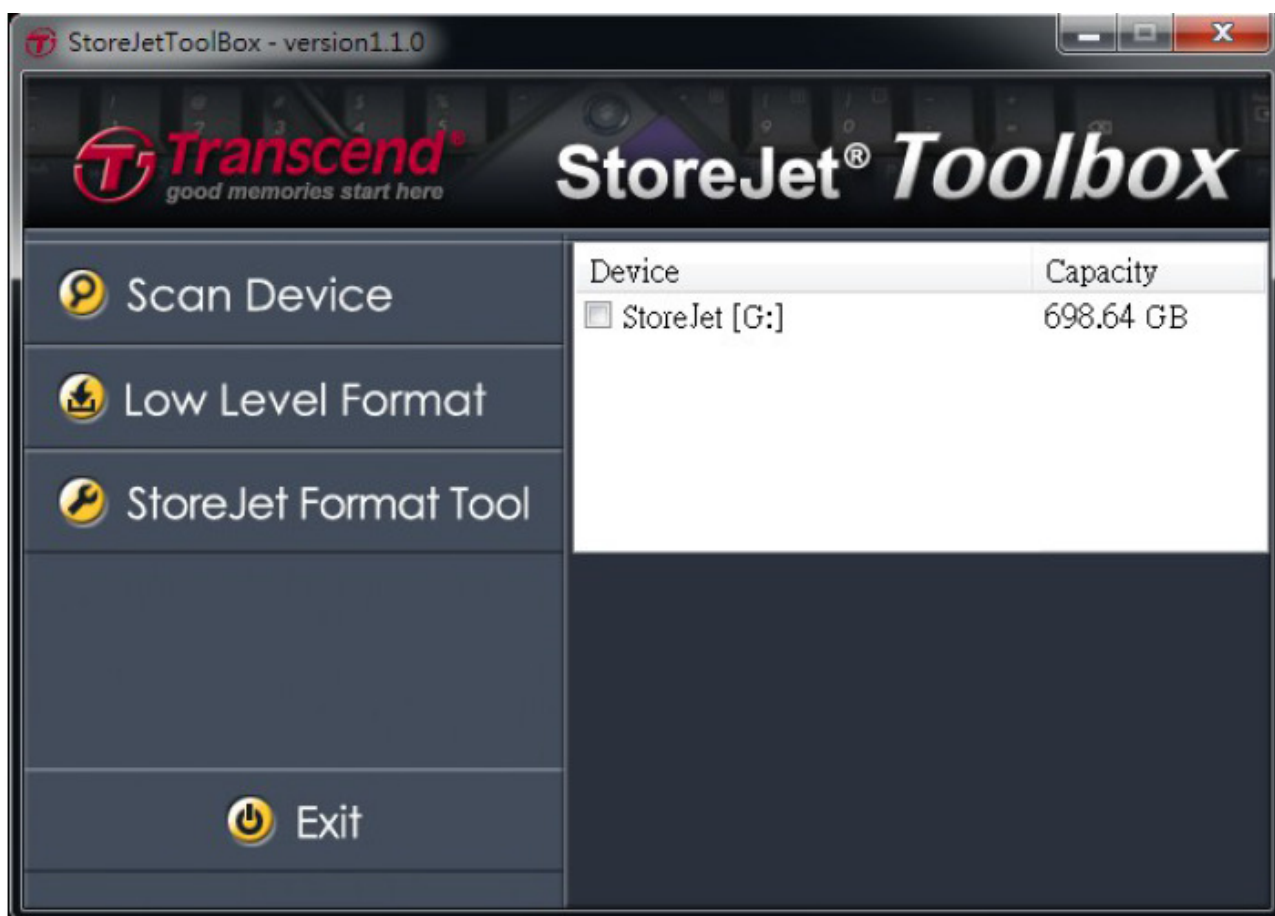 StoreJetToolBox - version1.1.0
Transcend®
good memories start here
StoreJet® Toolbox
Scan Device
Low Level Format
StoreJet Format Tool
Exit
Device Capacity
StoreJet [G:] 698.64 GB